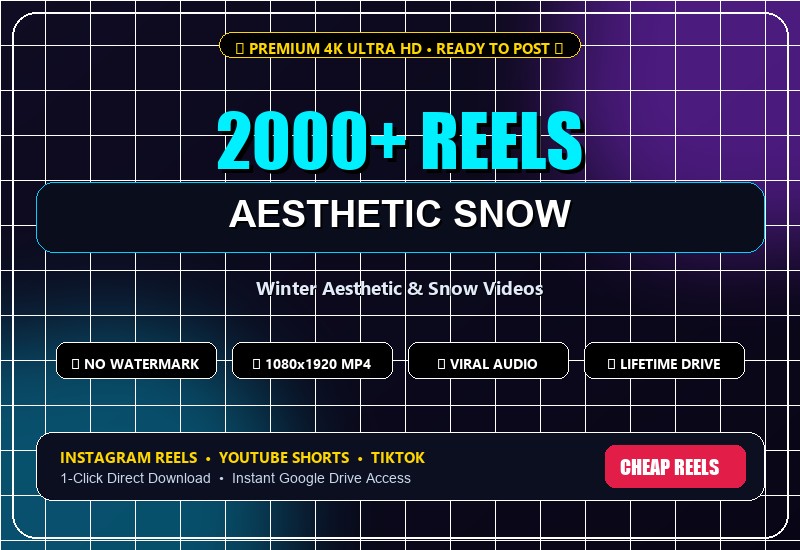 ▯ PREMIUM 4K ULTRA HD • READY TO POST ▯
2000+ REELS
AESTHETIC SNOW
Winter Aesthetic & Snow Videos
▯ NO WATERMARK
▯ 1080x1920 MP4
▯ VIRAL AUDIO
▯ LIFETIME DRIVE
INSTAGRAM REELS • YOUTUBE SHORTS • TIKTOK
1-Click Direct Download • Instant Google Drive Access
CHEAP REELS